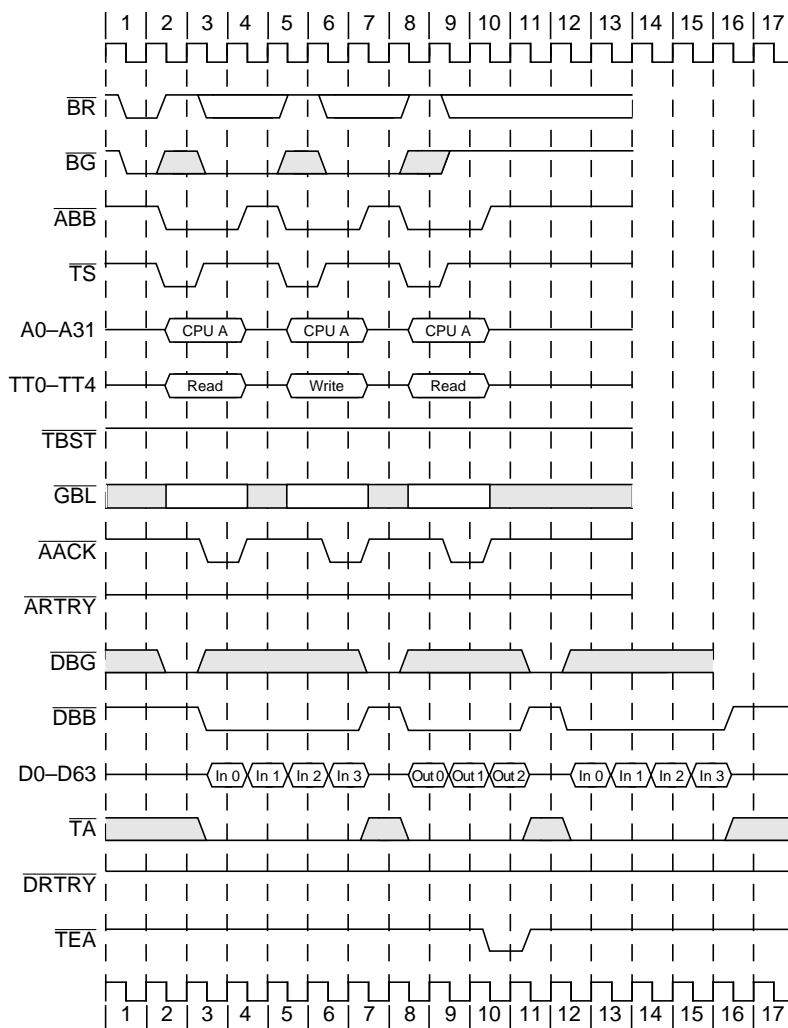 1 2 3 4 5 6 7 8 9 10 11 12 13 14 15 16 17
BR
BG
ABB
TS
A0–A31 CPU A CPU A CPU A
TT0–TT4 Read Write Read
TBST
GBL
AACK
ARTRY
DBG
DBB
D0–D63 In 0 In 1 In 2 In 3 Out 0 Out 1 Out 2 In 0 In 1 In 2 In 3
TA
DRTRY
TEA
1 2 3 4 5 6 7 8 9 10 11 12 13 14 15 16 17